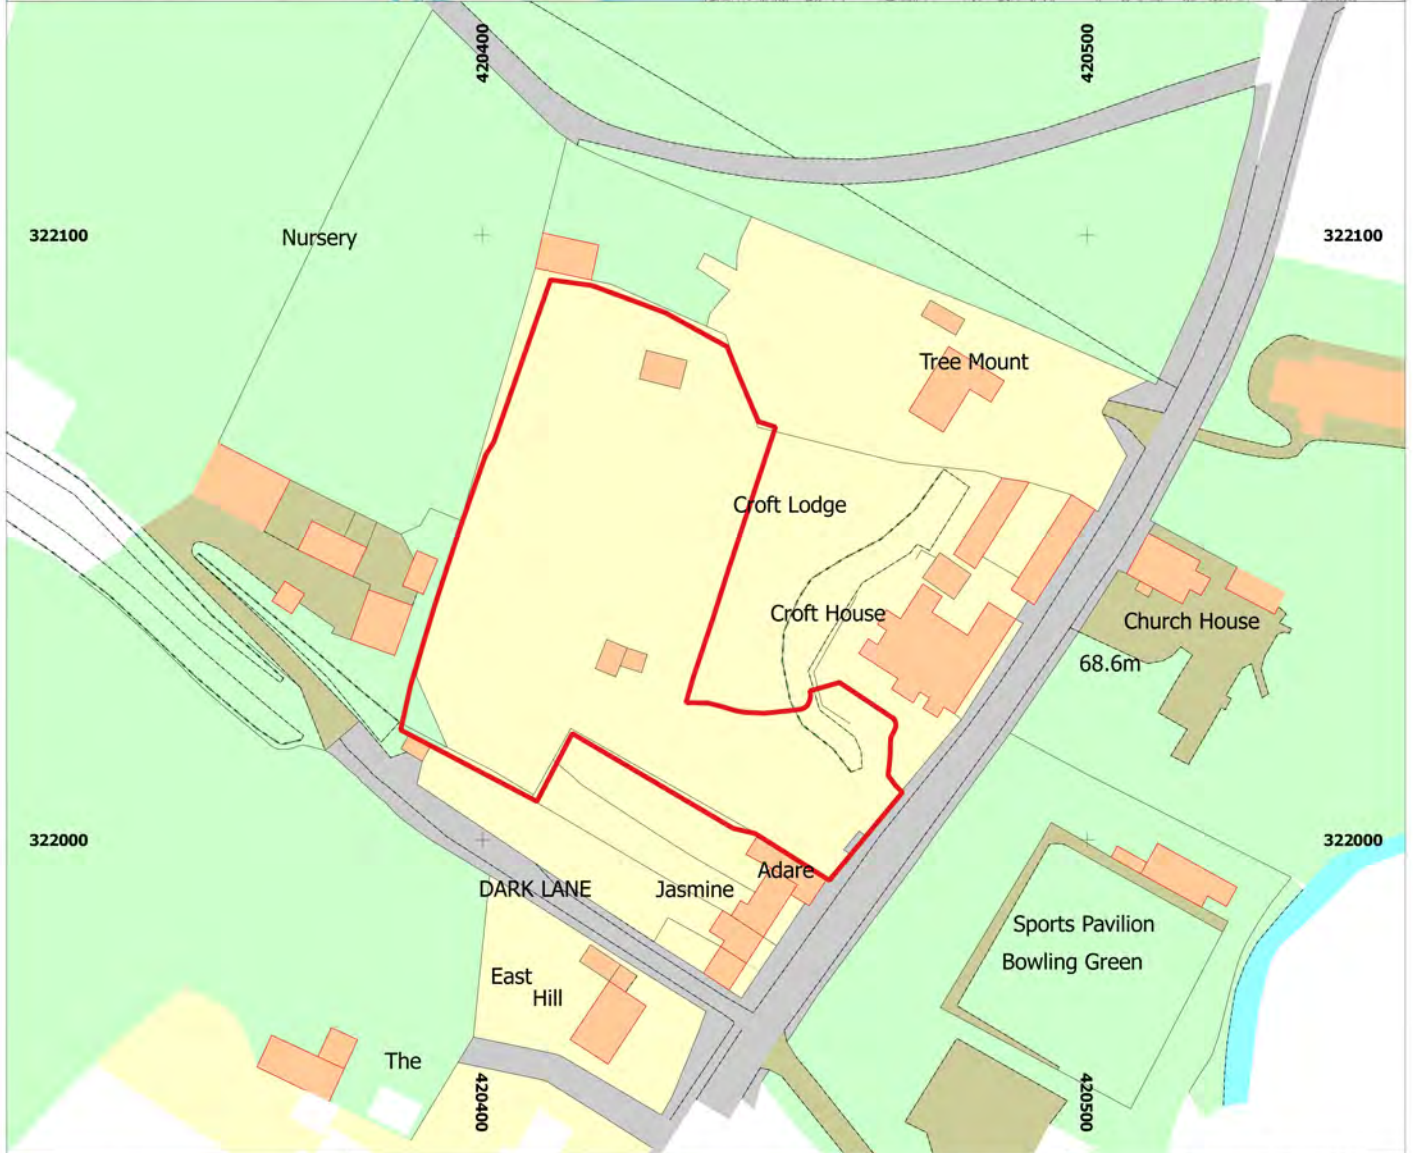 420400
420500
322100
Nursery
322100
Tree Mount
Croft Lodge
Croft House
Church House
68.6m
322000
322000
Adare
DARK LANE
Jasmine
Sports Pavilion
Bowling Green
East
Hill
The
420400
420500